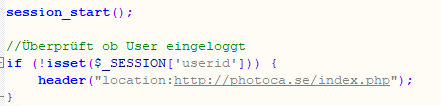 session_start();
//Überprüft ob User eingeloggt
if (!isset($_SESSION['userid'])) {
header("location:http://photoca.se/index.php");
}